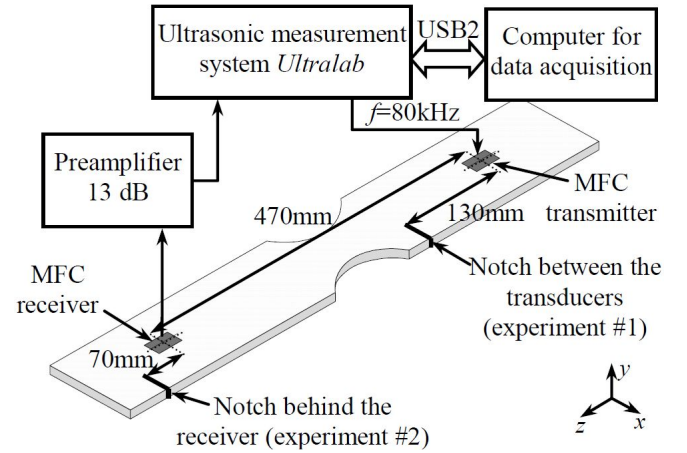 Ultrasonic measurement
system Ultralab
USB2
Computer for
data acquisition
f=80kHz
Preamplifier
13 dB
470mm
130mm
MFC
transmitter
MFC
receiver
Notch between the
transducers
(experiment #1)
70mm
Notch behind the
receiver (experiment #2)
y
z
x